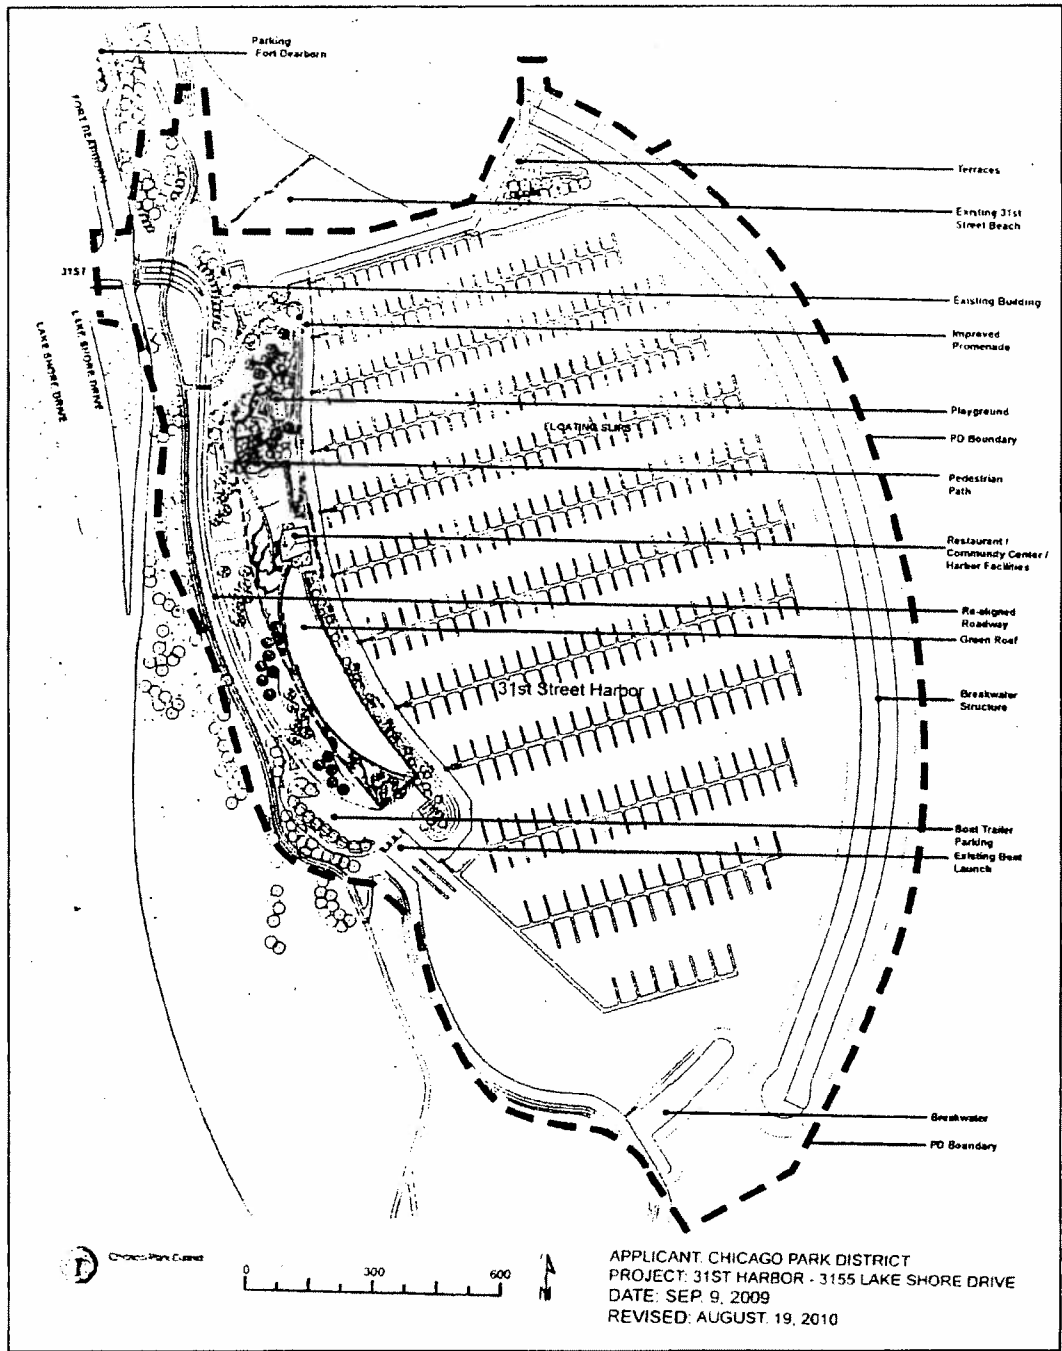 Parking
Fort Dearborn
FORT DEARBORN
31ST
LAKE SHORE DRIVE
LAKE SHORE DRIVE
Terraces
Existing 31st
Street Beach
Existing Building
Improved
Promenade
Playground
PD Boundary
FLOATING SLIPS
Pedestrian
Path
Restaurant /
Community Center /
Harbor Facilities
Re-aligned
Roadway
Green Roof
31st Street Harbor
Breakwater
Structure
Boat Trailer
Parking
Existing Boat
Launch
Breakwater
PD Boundary
Chicago Park District
0 300 600
N
APPLICANT: CHICAGO PARK DISTRICT
PROJECT: 31ST HARBOR - 3155 LAKE SHORE DRIVE
DATE: SEP. 9, 2009
REVISED: AUGUST. 19, 2010